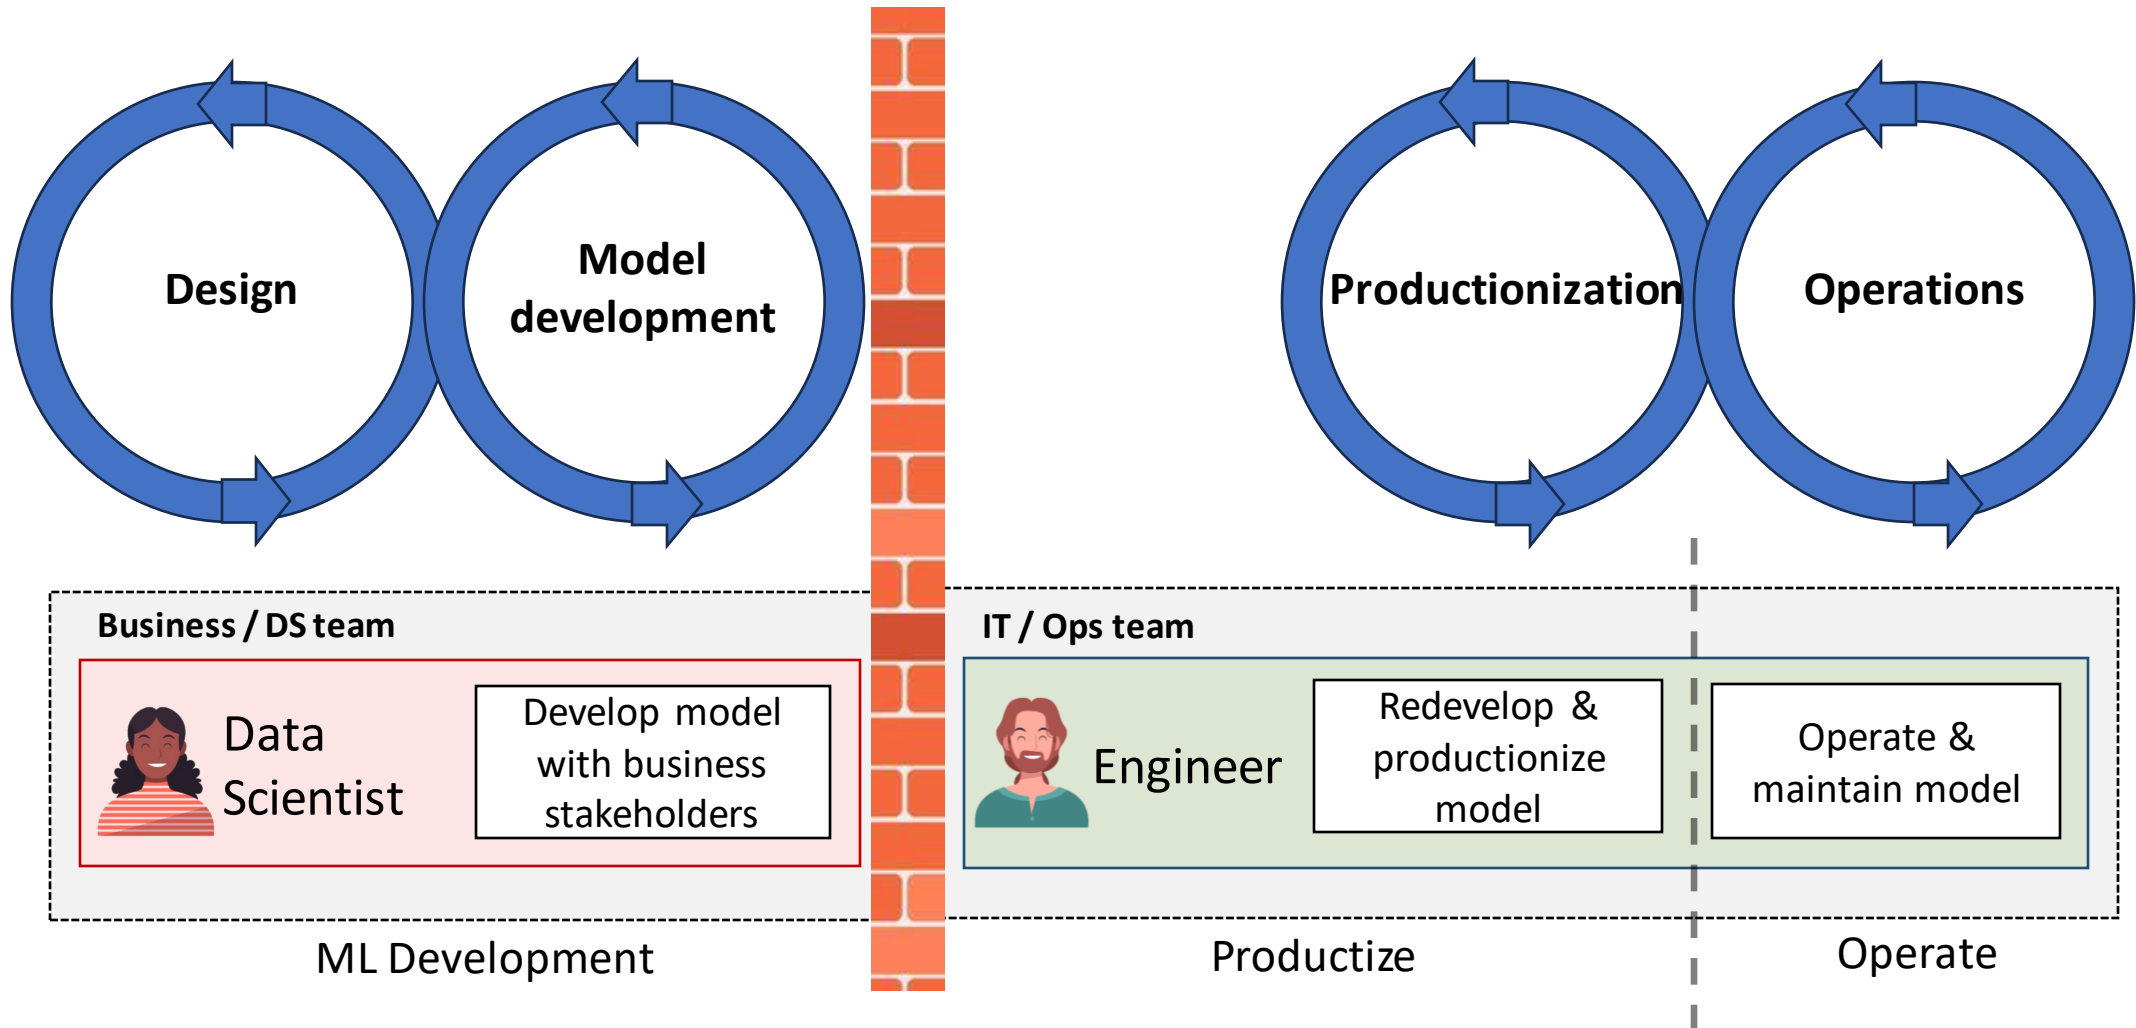 Design
Model
development
Productionization
Operations
Business / DS team
Data
Scientist
Develop model
with business
stakeholders
IT / Ops team
Engineer
Redevelop &
productionize
model
Operate &
maintain model
ML Development
Productize
Operate